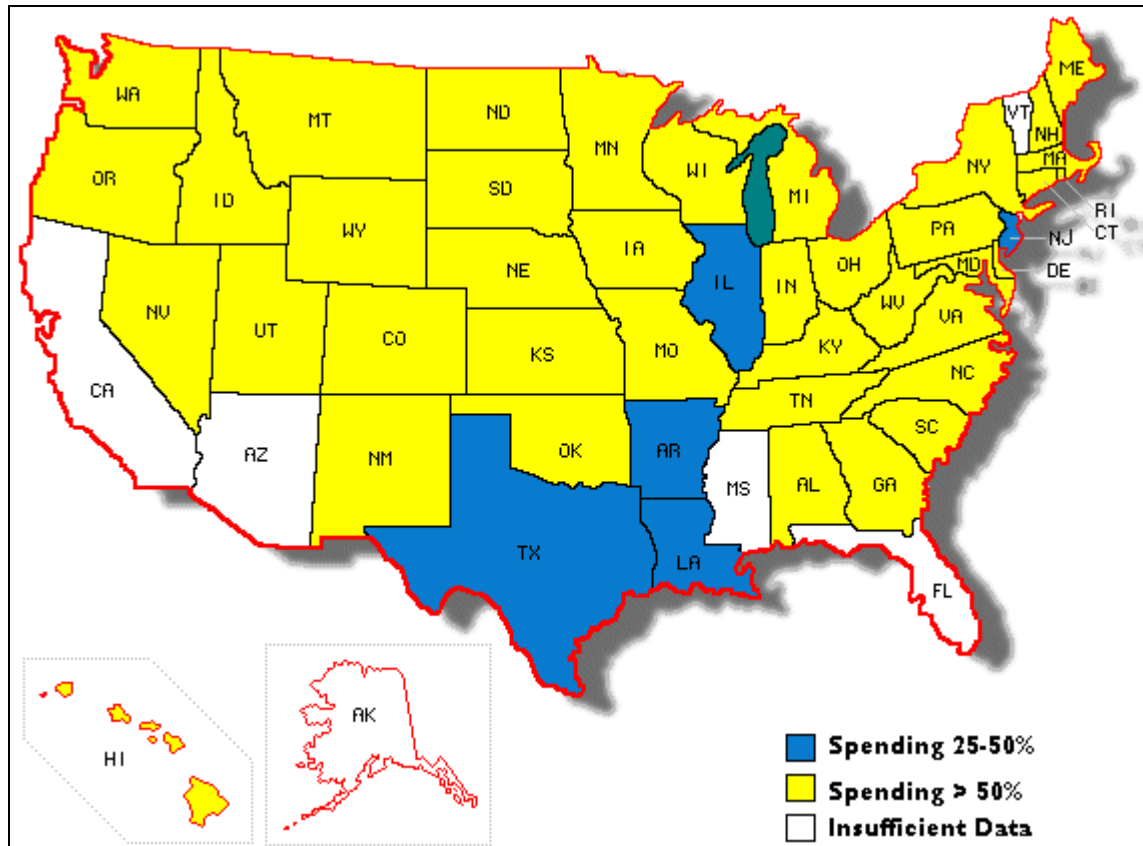 WA
MT
ND
MN
ME
VT
NH
OR
ID
SD
WI
MI
NY
MA
WY
RI
CT
IA
PA
NJ
NE
OH
MD
DE
NV
UT
CO
IL
IN
WV
VA
KS
MO
KY
CA
NC
TN
AZ
NM
OK
AR
SC
MS
AL
GA
TX
LA
FL
HI
AK
Spending 25-50%
Spending > 50%
Insufficient Data